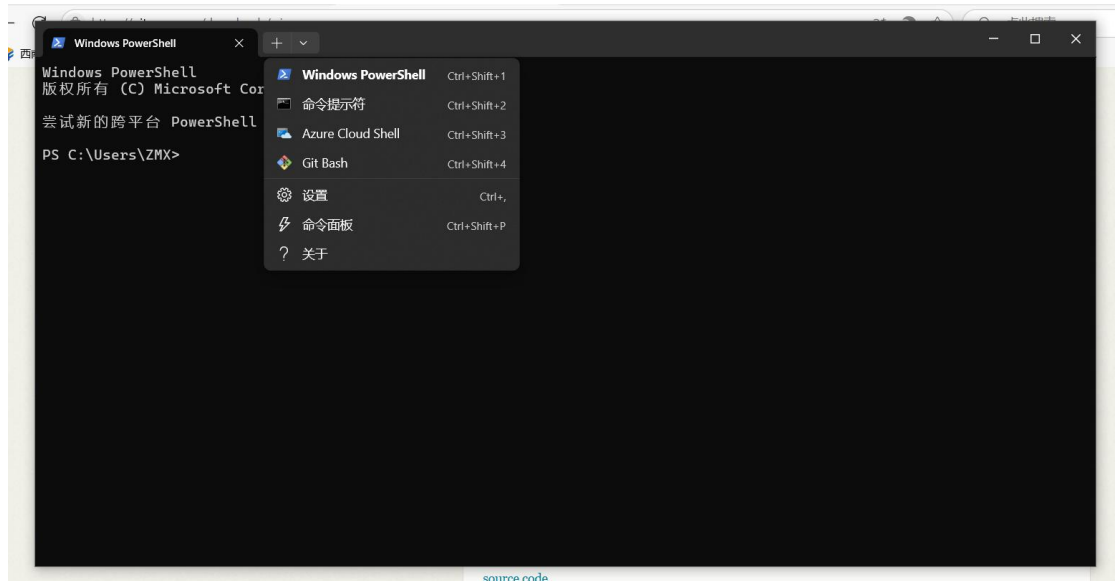 西南
Windows PowerShell
Windows PowerShell
版权所有 (C) Microsoft Cor
尝试新的跨平台 PowerShell
PS C:\Users\ZMX>
Windows PowerShell Ctrl+Shift+1
命令提示符 Ctrl+Shift+2
Azure Cloud Shell Ctrl+Shift+3
Git Bash Ctrl+Shift+4
设置 Ctrl+,
命令面板 Ctrl+Shift+P
关于
source code